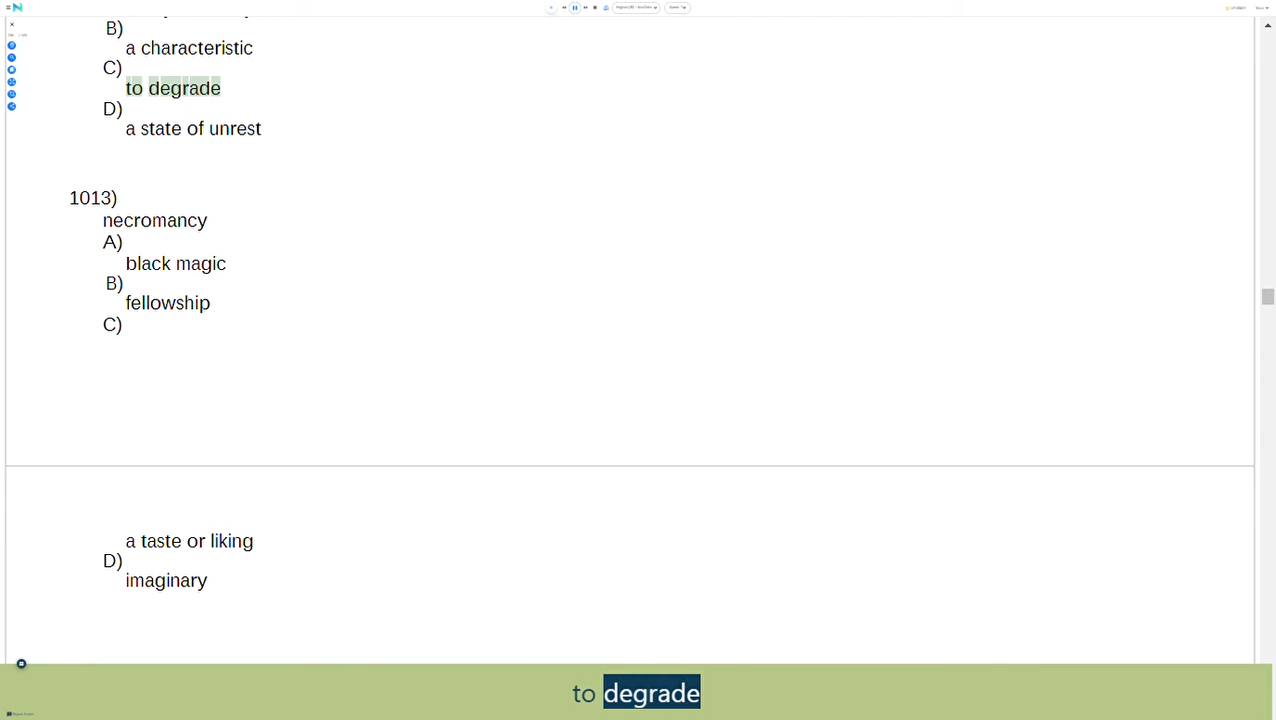 B)
a characteristic
C)
to degrade
D)
a state of unrest
1013)
necromancy
A)
black magic
B)
fellowship
C)
a taste or liking
D)
imaginary
to degrade